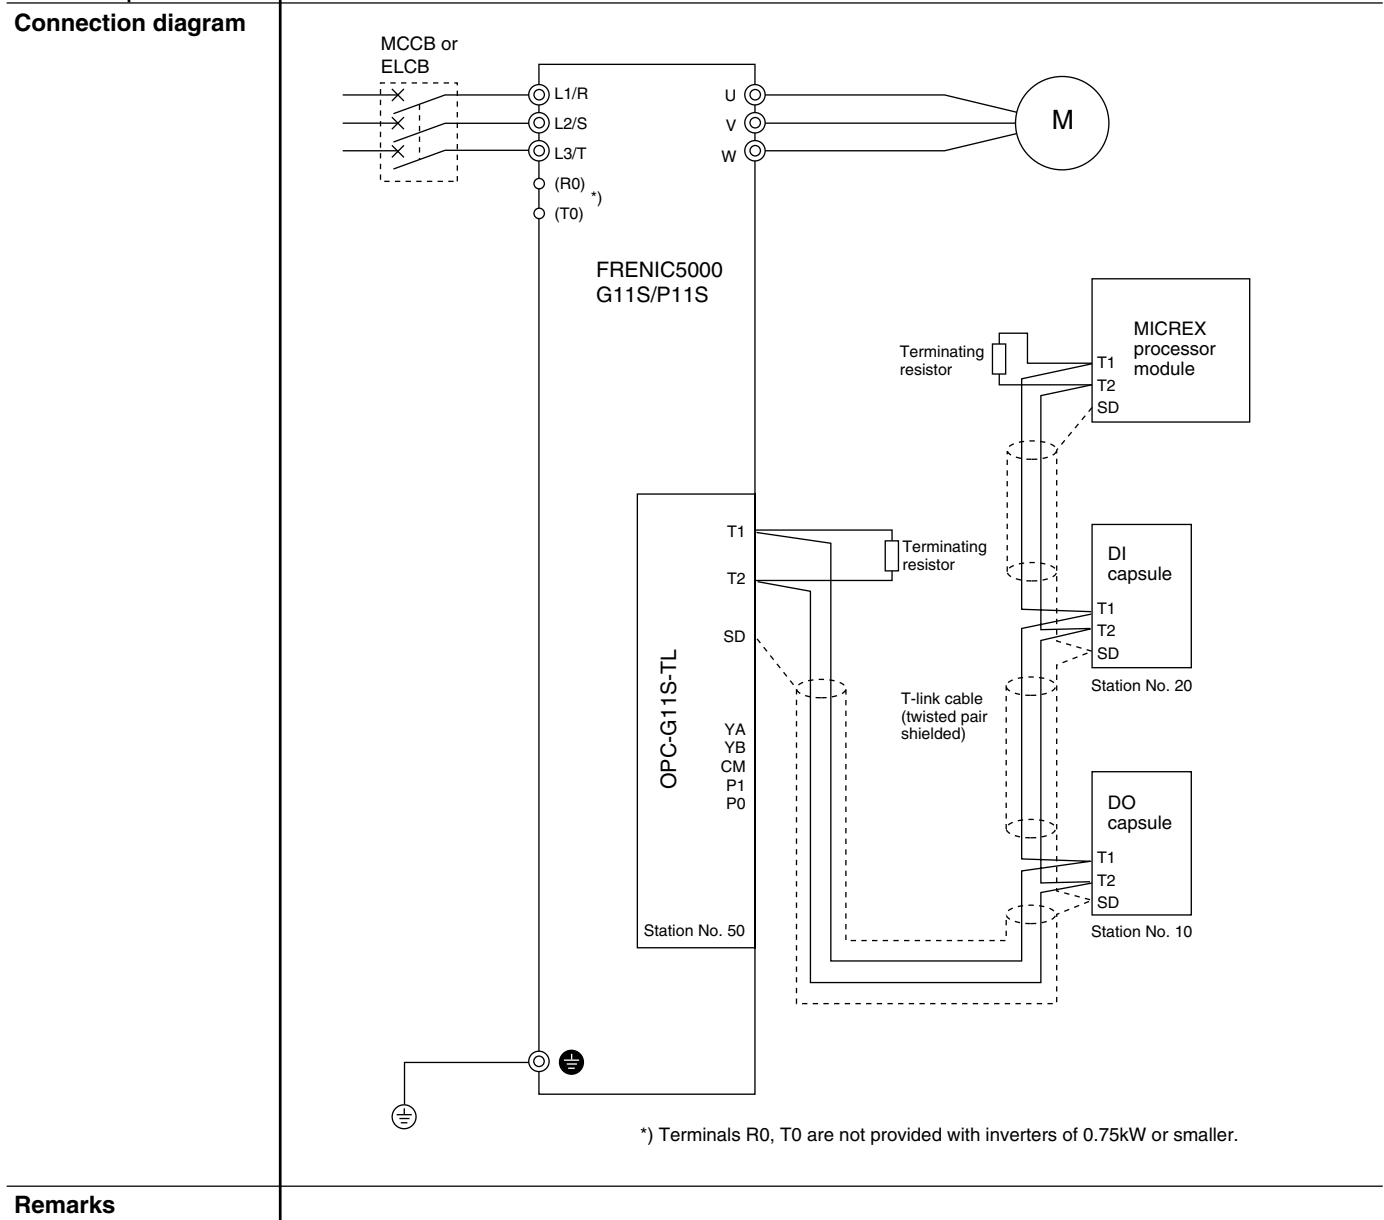 Connection diagram
MCCB or
ELCB
L1/R
L2/S
L3/T
(R0)
*)
(T0)
U
V
W
M
FRENIC5000
G11S/P11S
MICREX
processor
module
T1
T2
SD
Terminating
resistor
OPC-G11S-TL
T1
T2
SD
YA
YB
CM
P1
P0
Station No. 50
Terminating
resistor
DI
capsule
T1
T2
SD
Station No. 20
T-link cable
(twisted pair
shielded)
DO
capsule
T1
T2
SD
Station No. 10
*) Terminals R0, T0 are not provided with inverters of 0.75kW or smaller.
Remarks